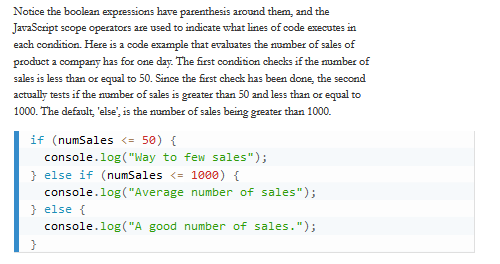 Notice the boolean expressions have parenthesis around them, and the
JavaScript scope operators are used to indicate what lines of code executes in
each condition. Here is a code example that evaluates the number of sales of
product a company has for one day. The first condition checks if the number of
sales is less than or equal to 50. Since the first check has been done, the second
actually tests if the number of sales is greater than 50 and less than or equal to
1000. The default, 'else', is the number of sales being greater than 1000.
if (numSales <= 50) {
  console.log("Way to few sales");
} else if (numSales <= 1000) {
  console.log("Average number of sales");
} else {
  console.log("A good number of sales.");
}